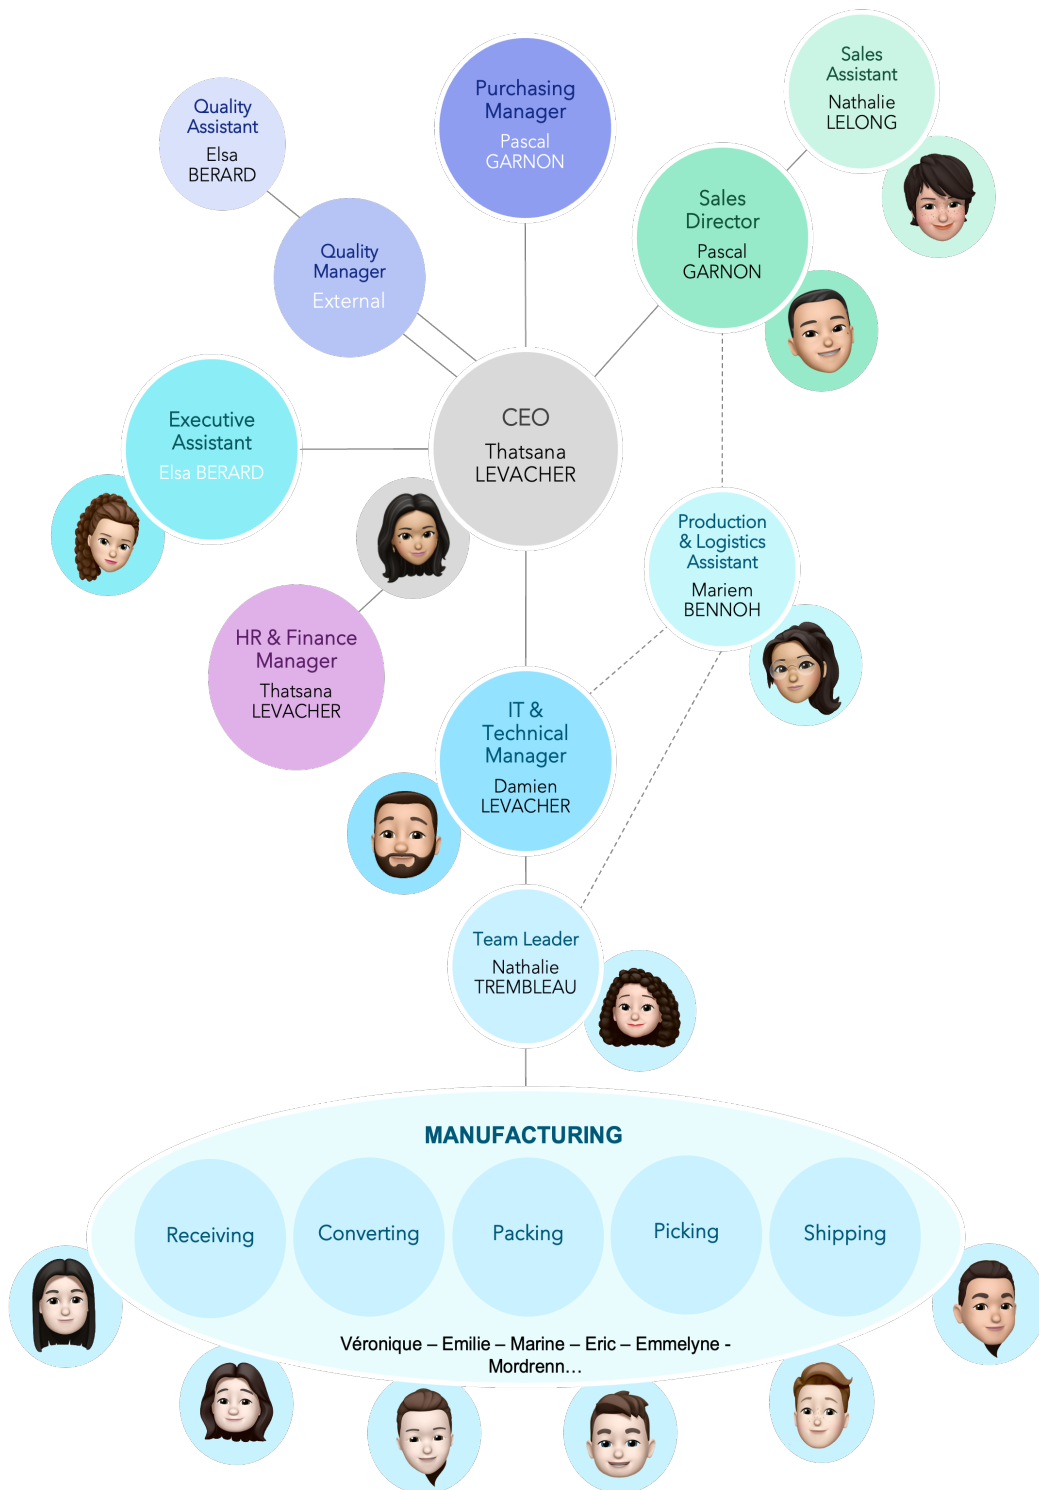 Sales
Assistant
Nathalie
LELONG
Purchasing
Manager
Pascal
GARNON
Quality
Assistant
Elsa
BERARD
Sales
Director
Pascal
GARNON
Quality
Manager
External
Executive
Assistant
Elsa BERARD
CEO
Thatsana
LEVACHER
Production
& Logistics
Assistant
Mariem
BENNOH
HR & Finance
Manager
Thatsana
LEVACHER
IT &
Technical
Manager
Damien
LEVACHER
Team Leader
Nathalie
TREMBLEAU
MANUFACTURING
Receiving
Converting
Packing
Picking
Shipping
Véronique – Emilie – Marine – Eric – Emmelyne -
Mordrenn...